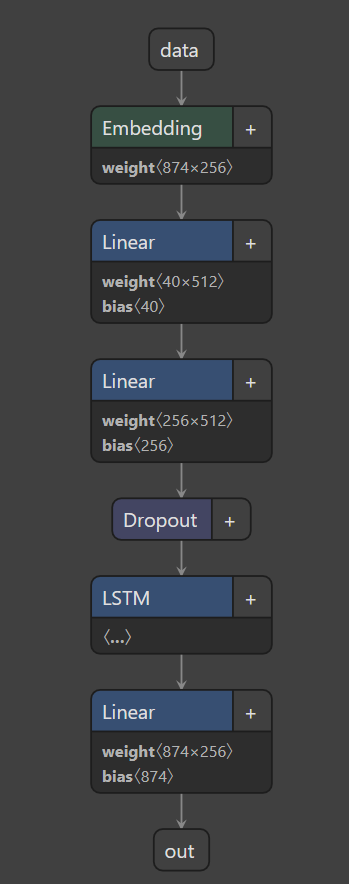 data
Embedding +
weight〈874×256〉
Linear +
weight〈40×512〉
bias〈40〉
Linear +
weight〈256×512〉
bias〈256〉
Dropout +
LSTM +
〈...〉
Linear +
weight〈874×256〉
bias〈874〉
out